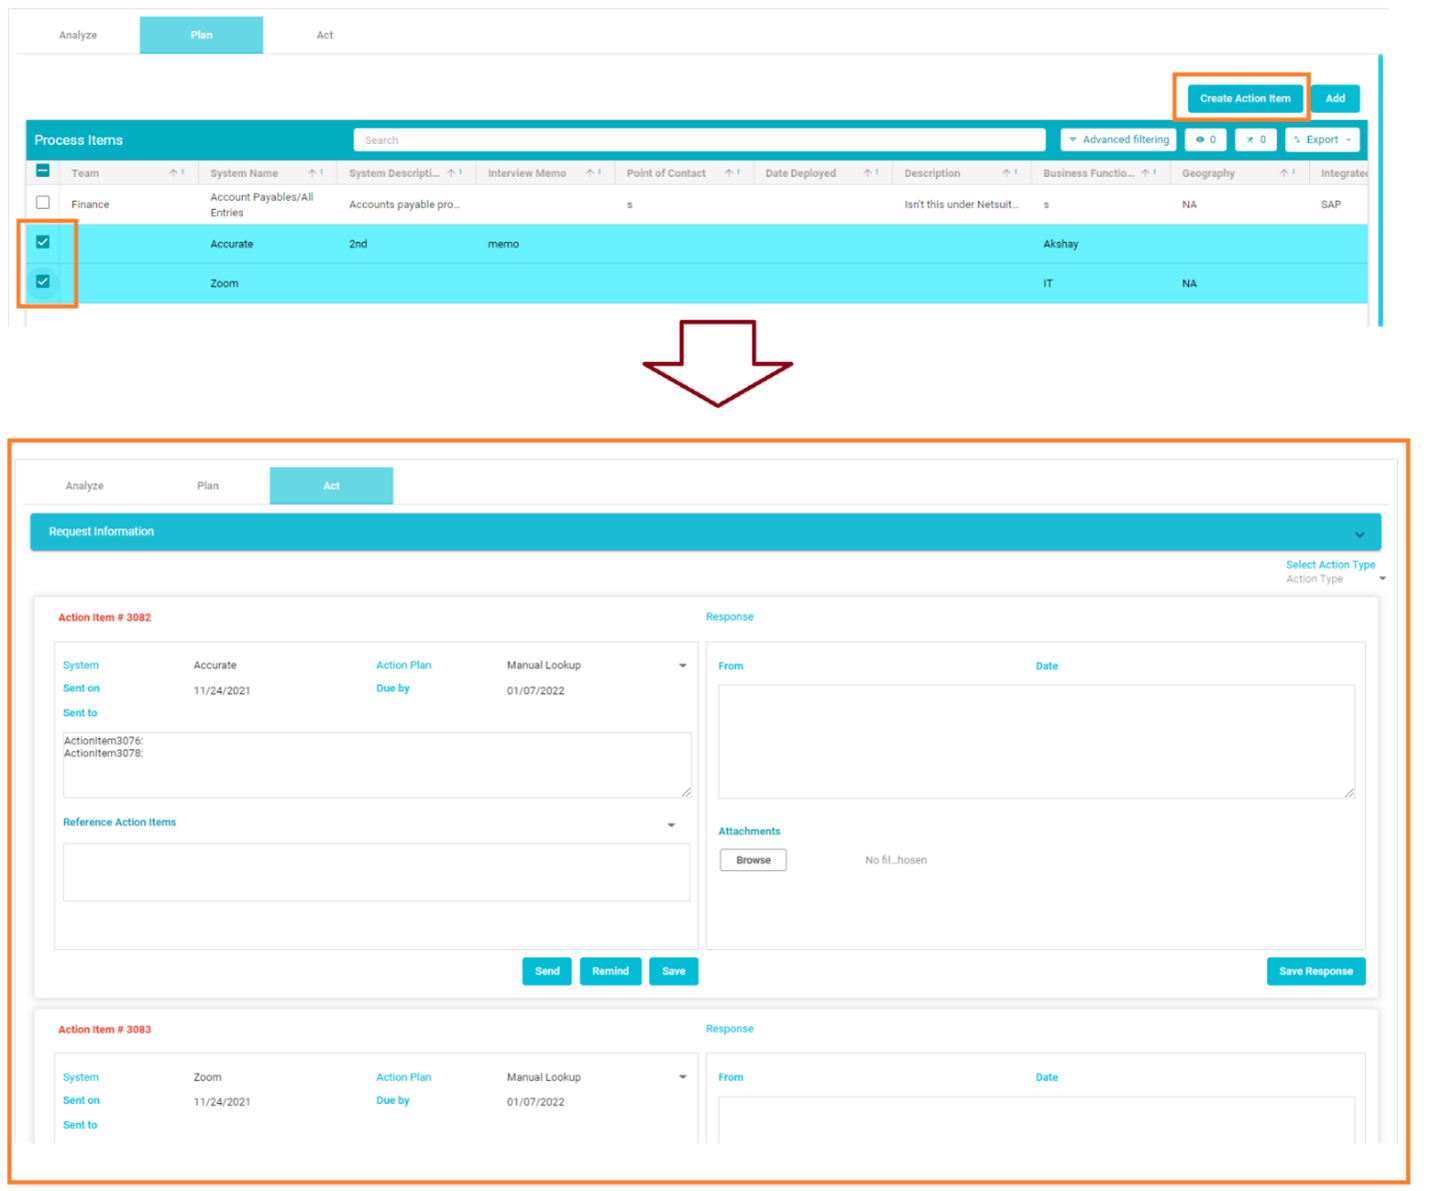 Analyze Plan Act
Create Action Item Add
Process Items Search Advanced filtering 0 0 Export
Team System Name System Descripti... Interview Memo Point of Contact Date Deployed Description Business Functio... Geography Integrated
Finance Account Payables/All Entries Accounts payable pro... s Isn't this under Netsuit... s NA SAP
Accurate 2nd memo Akshay
Zoom IT NA
Analyze Plan Act
Request Information
Select Action Type
Action Type
Action Item # 3082 Response
System Accurate Action Plan Manual Lookup From Date
Sent on 11/24/2021 Due by 01/07/2022
Sent to
ActionItem3076:
ActionItem3078:
Reference Action Items
Attachments
Browse No fil...hosen
Send Remind Save Save Response
Action Item # 3083 Response
System Zoom Action Plan Manual Lookup From Date
Sent on 11/24/2021 Due by 01/07/2022
Sent to